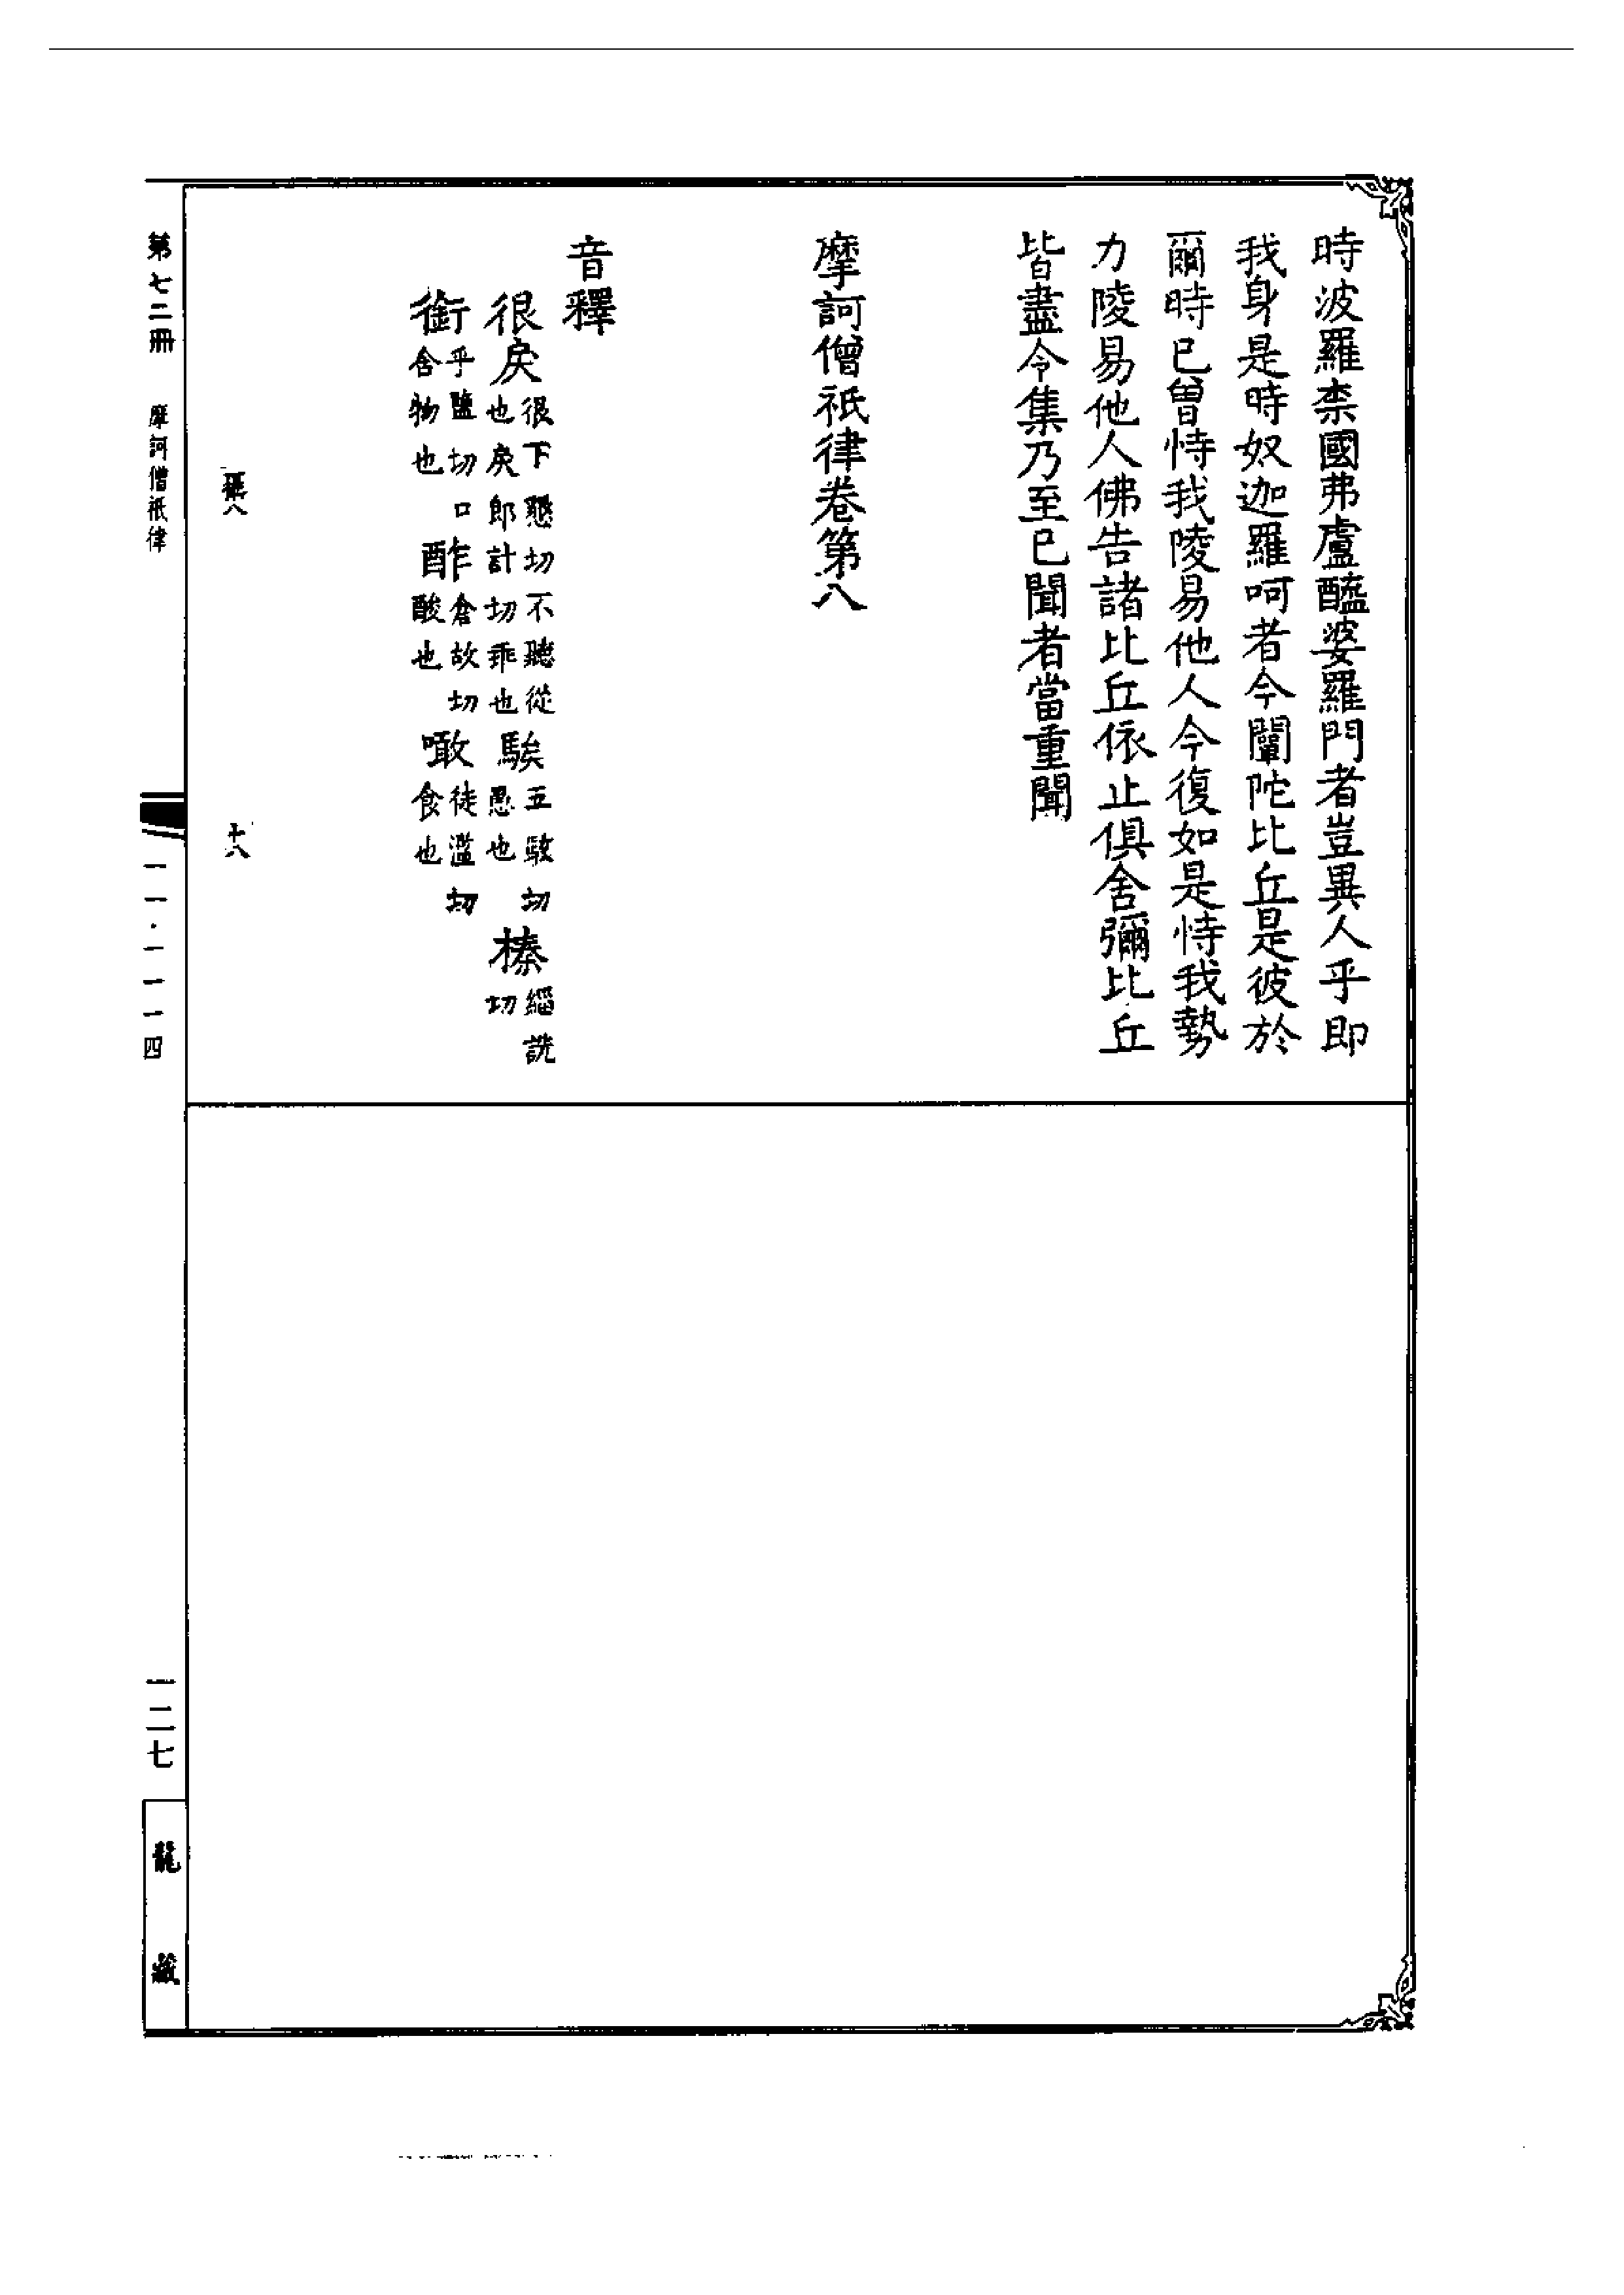 時波羅柰國弗盧醯婆羅門者豈異人乎即
我身是時奴迦羅呵者今闡陀比丘是彼於
爾時已曾恃我陵易他人今復如是恃我勢
力陵易他人佛告諸比丘依止俱舍彌比丘
皆盡令集乃至已聞者當重聞
摩訶僧祇律卷第八
音釋
很戾很下懇切不聽從也戾郎計切乖也 騃五駭切愚也 榛緇詵切
銜乎鹽切口含物也 酢倉故切酸也 噉徒濫切食也
十八
第七二冊 摩訶僧祇律 一一·一一一四 一二七 龍藏